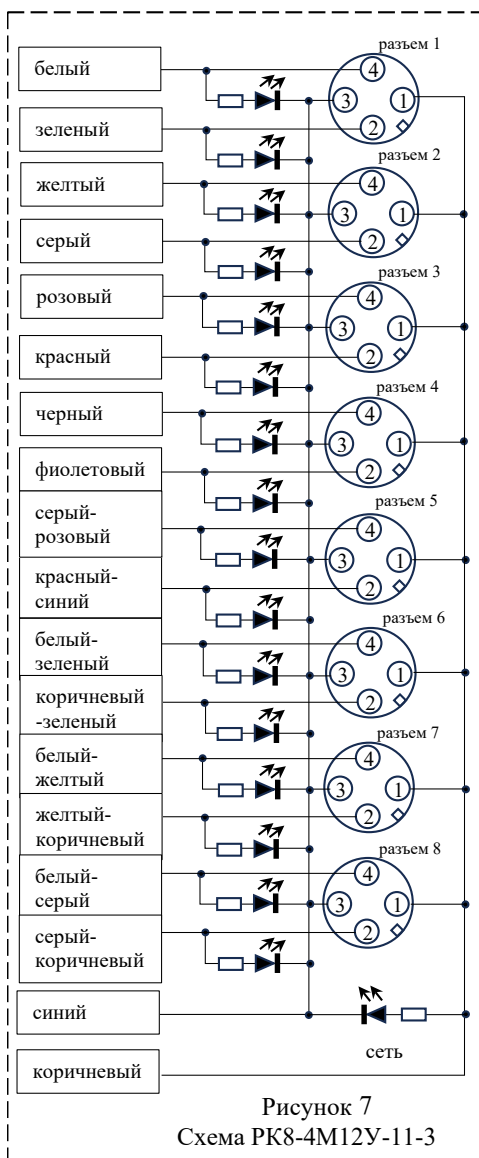 разъем 1
белый
4
3
1
зеленый
2
разъем 2
желтый
4
3
1
серый
2
разъем 3
розовый
4
3
1
красный
2
разъем 4
черный
4
3
1
фиолетовый
2
разъем 5
серый-
розовый
4
3
1
красный-
синий
2
разъем 6
белый-
зеленый
4
3
1
коричневый
-зеленый
2
разъем 7
белый-
желтый
4
3
1
желтый-
коричневый
2
разъем 8
белый-
серый
4
3
1
серый-
коричневый
2
синий
сеть
коричневый
Рисунок 7
Схема РК8-4М12У-11-3